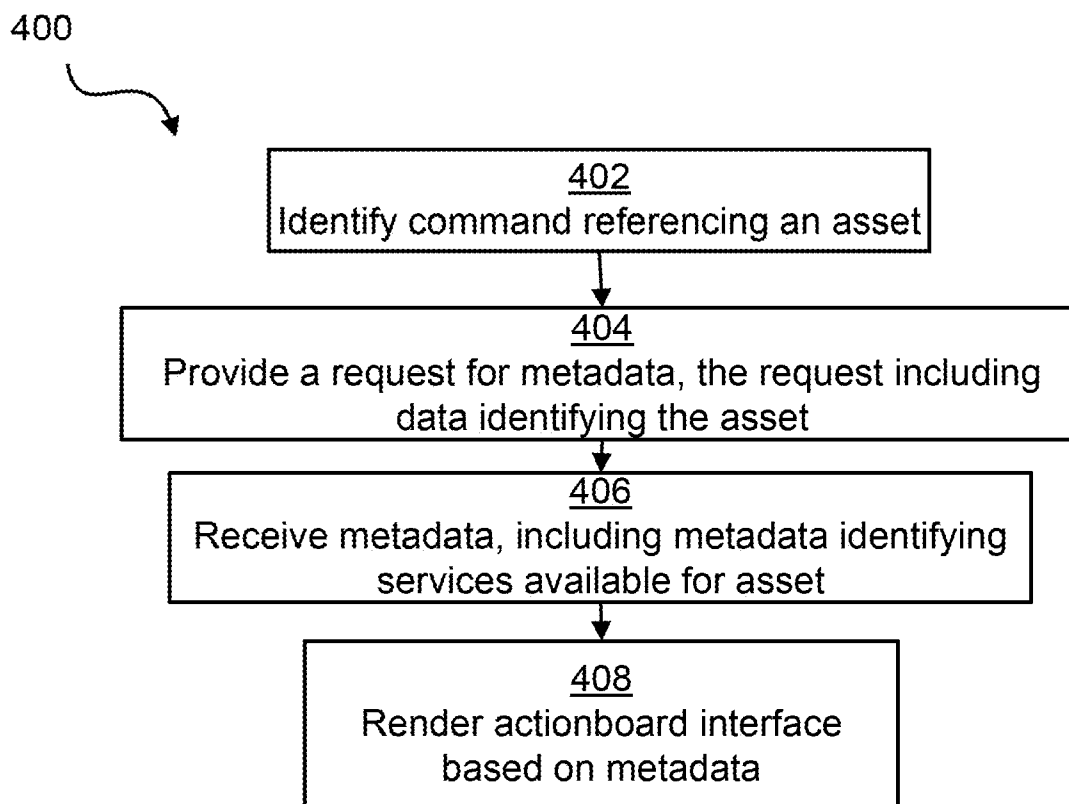 400
402
Identify command referencing an asset
404
Provide a request for metadata, the request including
data identifying the asset
406
Receive metadata, including metadata identifying
services available for asset
408
Render actionboard interface
based on metadata